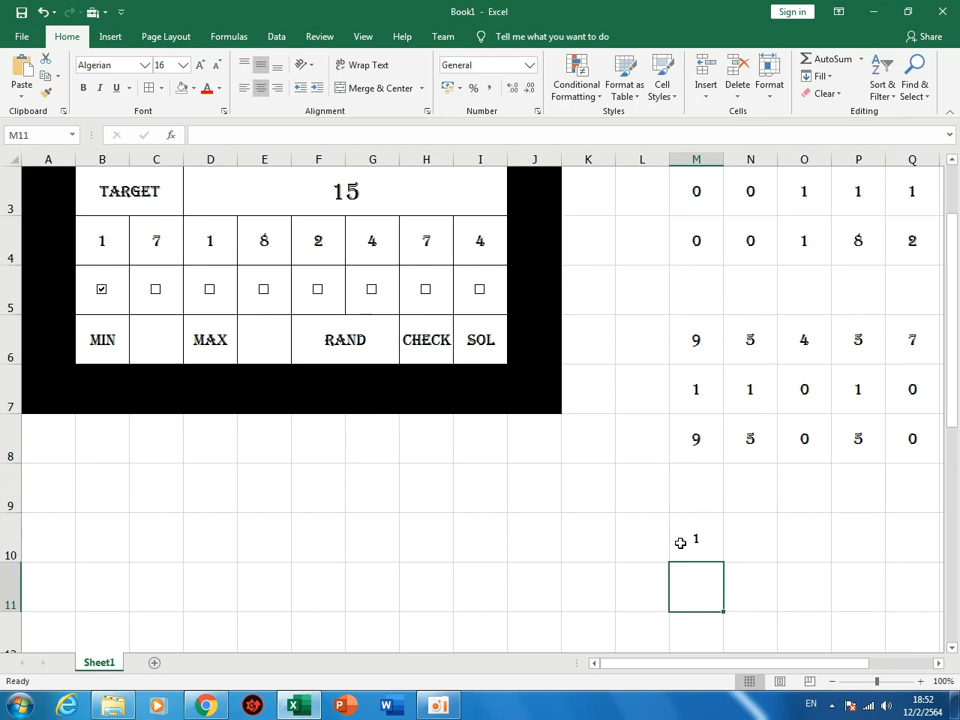 Book1 - Excel
Sign in
File Home Insert Page Layout Formulas Data Review View Help Team Tell me what you want to do Share
Paste
Algerian 16
B I U A
Wrap Text
Merge & Center
General
$ % ,
Conditional Formatting
Format as Table
Cell Styles
Insert Delete Format
AutoSum
Fill
Clear
Sort & Filter
Find & Select
Clipboard Font Alignment Number Styles Cells Editing
M11 fx
A B C D E F G H I J K L M N O P Q
3 TARGET 15 0 0 1 1 1
4 1 7 1 8 2 4 7 4 0 0 1 8 2
5
6 MIN MAX RAND CHECK SOL 9 5 4 5 7
7 1 1 0 1 0
8 9 5 0 5 0
9
10 1
11
Sheet1
Ready 100%
EN 18:52
12/2/2564